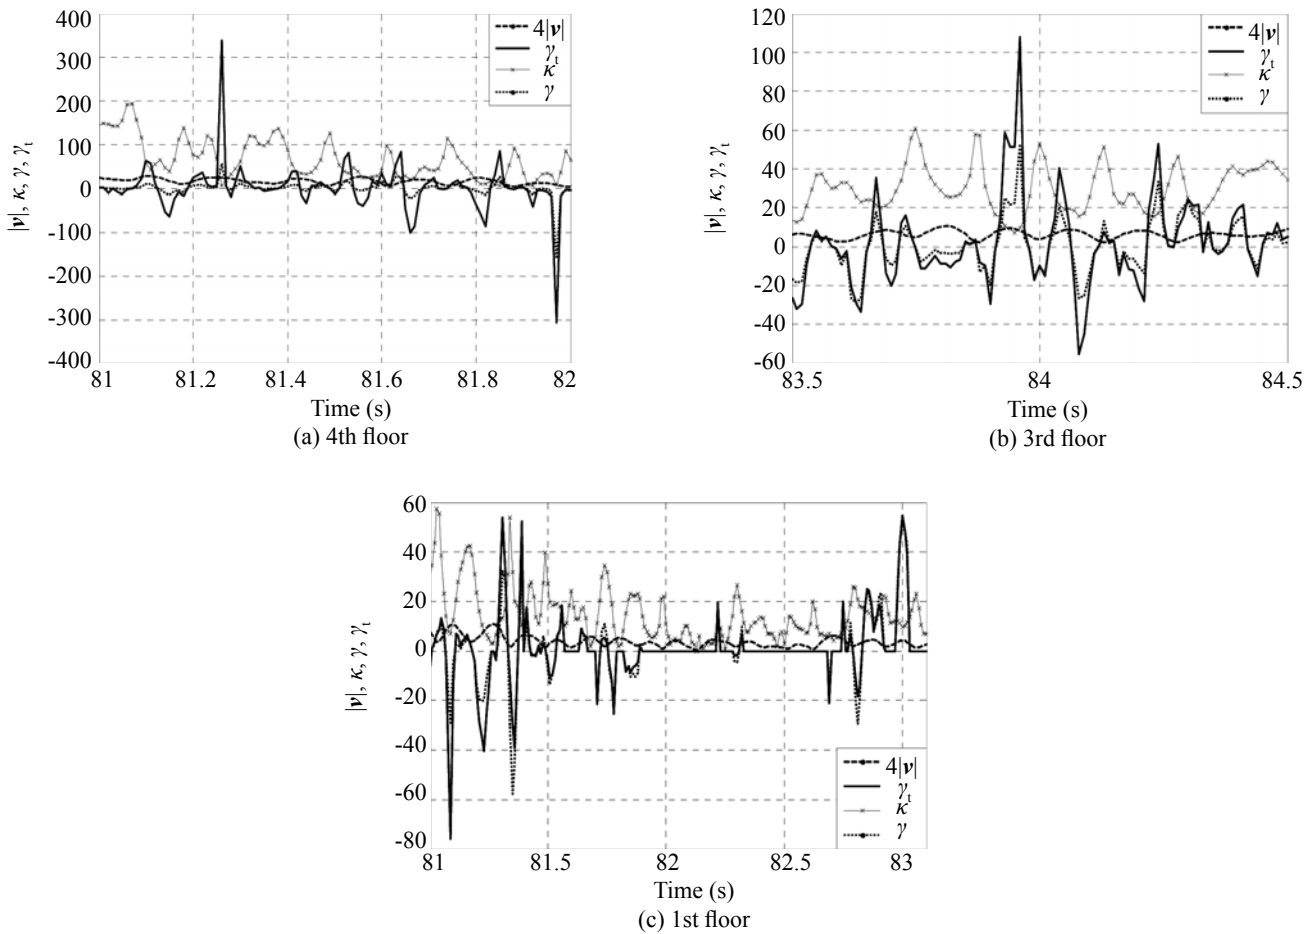 400
300
200
100
0
-100
-200
-300
-400
|v|, κ, γ, γt
4|v|
γt
κ
γ
81 81.2 81.4 81.6 81.8 82
Time (s)
(a) 4th floor
120
100
80
60
40
20
0
-20
-40
-60
|v|, κ, γ, γt
4|v|
γt
κ
γ
83.5 84 84.5
Time (s)
(b) 3rd floor
60
40
20
0
-20
-40
-60
-80
|v|, κ, γ, γt
4|v|
γt
κ
γ
81 81.5 82 82.5 83
Time (s)
(c) 1st floor